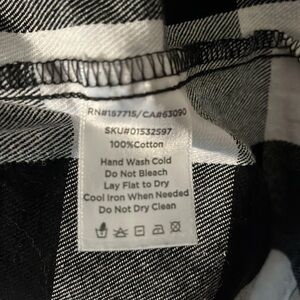 RN#157715/CA#63090
SKU#01532597
100%Cotton
Hand Wash Cold
Do Not Bleach
Lay Flat to Dry
Cool Iron When Needed
Do Not Dry Clean